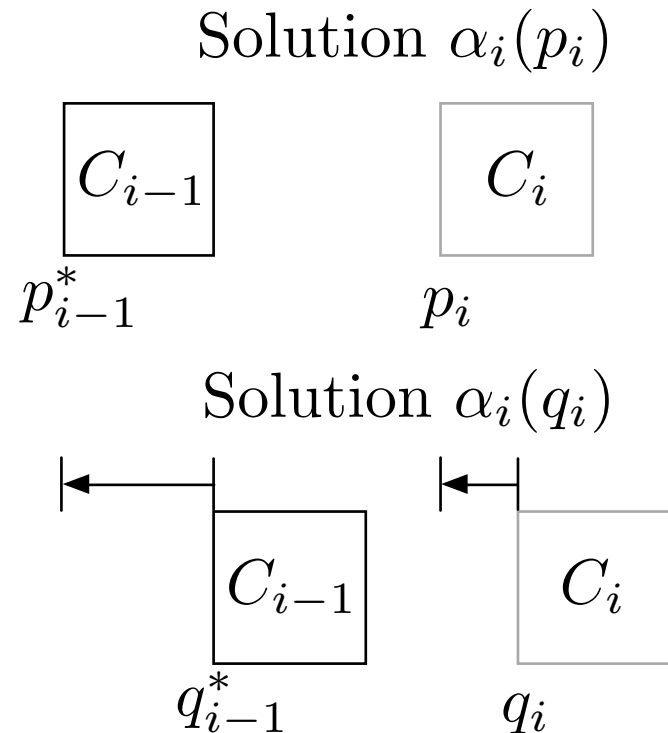 Solution αᵢ(pᵢ)
Cᵢ₋₁ Cᵢ
p*ᵢ₋₁ pᵢ
Solution αᵢ(qᵢ)
Cᵢ₋₁ Cᵢ
q*ᵢ₋₁ qᵢ